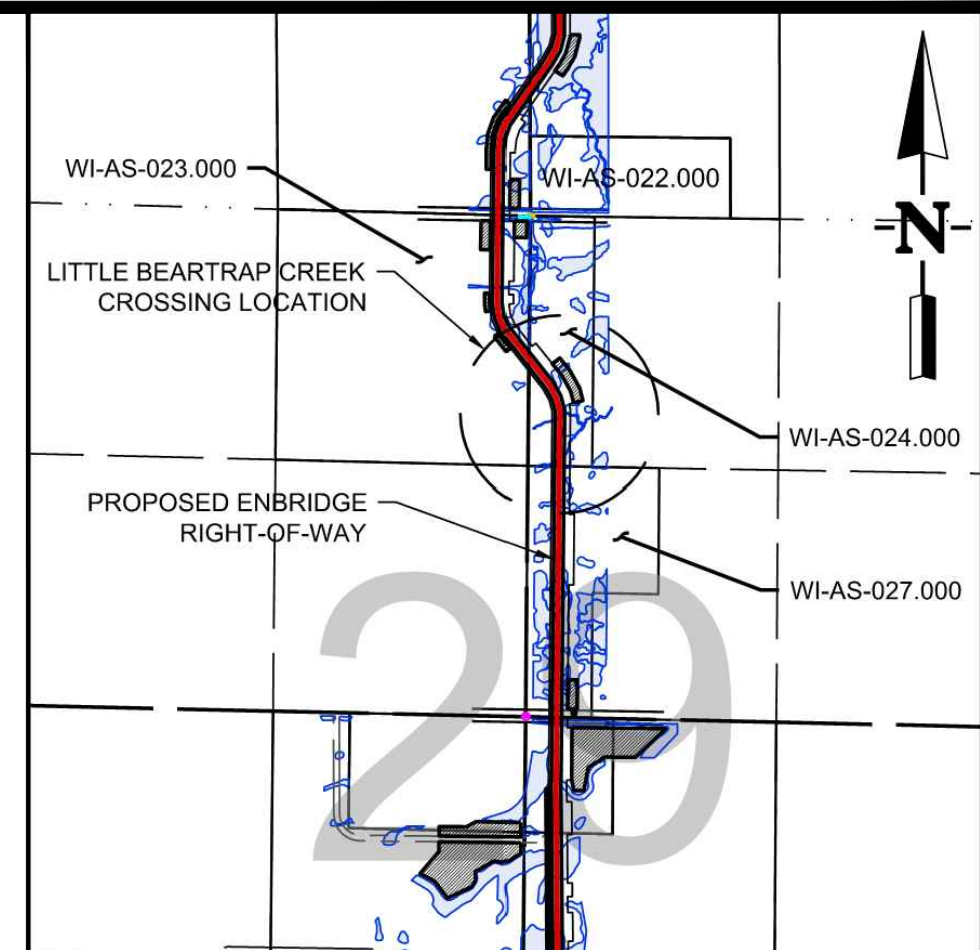 WI-AS-023.000
WI-AS-022.000
N
LITTLE BEARTRAP CREEK
CROSSING LOCATION
WI-AS-024.000
PROPOSED ENBRIDGE
RIGHT-OF-WAY
WI-AS-027.000
29